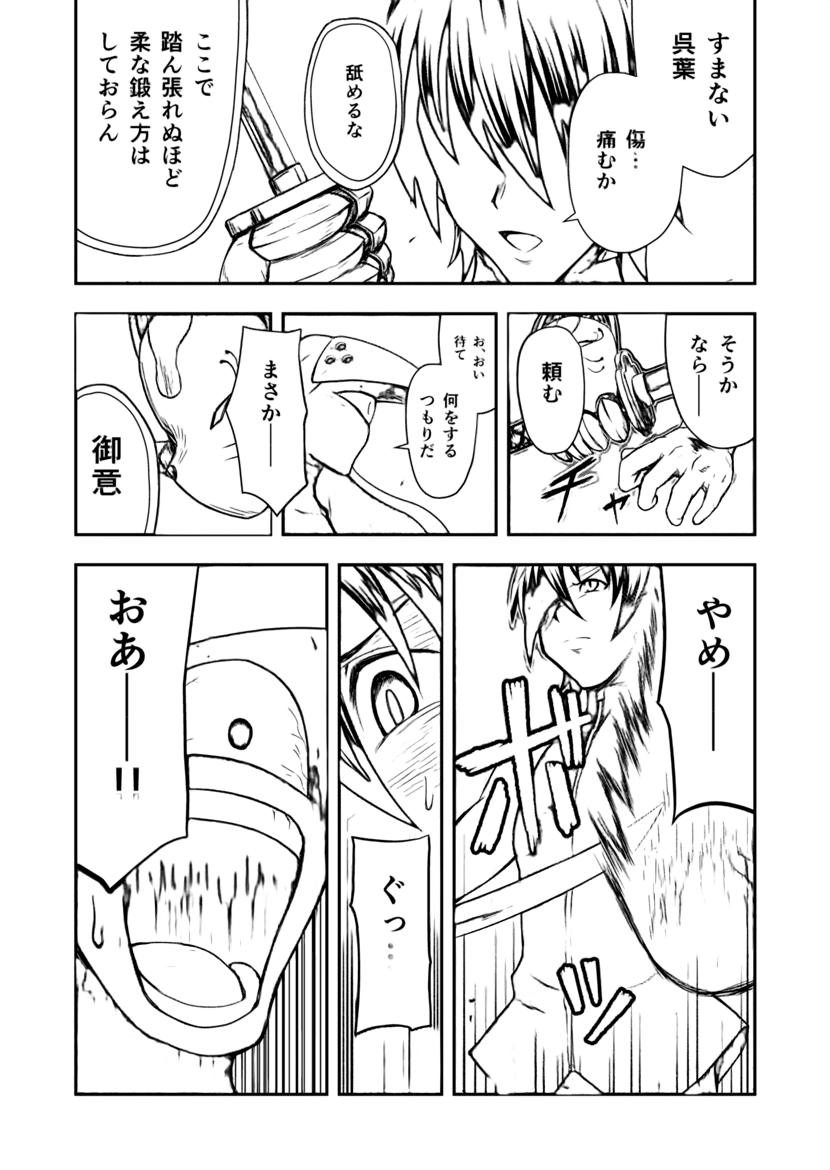 すまない
呉葉
傷…
痛むか
舐めるな
ここで
踏ん張れぬほど
柔な鍛え方は
しておらん
そうか
なら――
頼む
チャ
お、おい
待て
何をする
つもりだ
まさか――
御意
やめ――
ズボッ
ぐっ…
おあ――!!